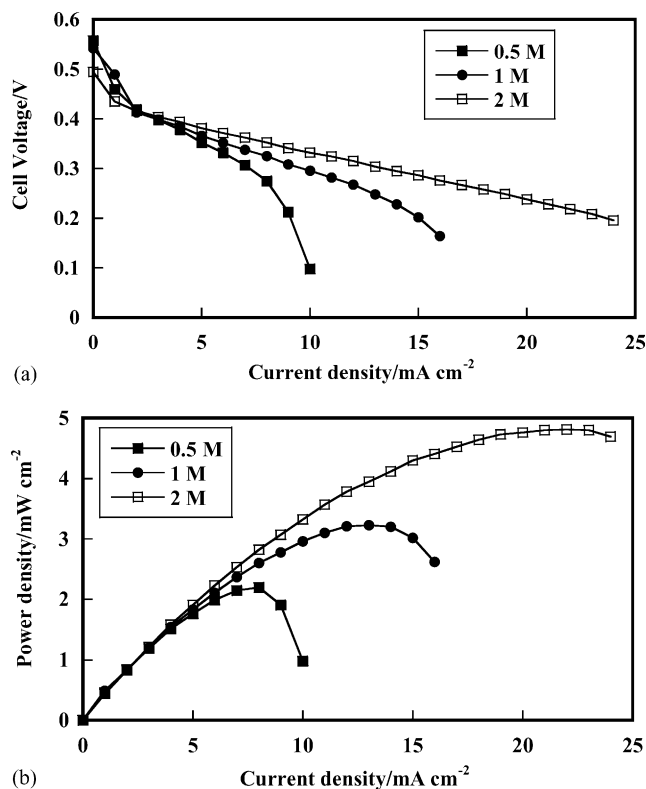 0.6
0.5
0.4
0.3
0.2
0.1
0
Cell Voltage/V
0.5 M
1 M
2 M
0 5 10 15 20 25
(a) Current density/mA cm⁻²
5
4
3
2
1
0
Power density/mW cm⁻²
0.5 M
1 M
2 M
0 5 10 15 20 25
(b) Current density/mA cm⁻²